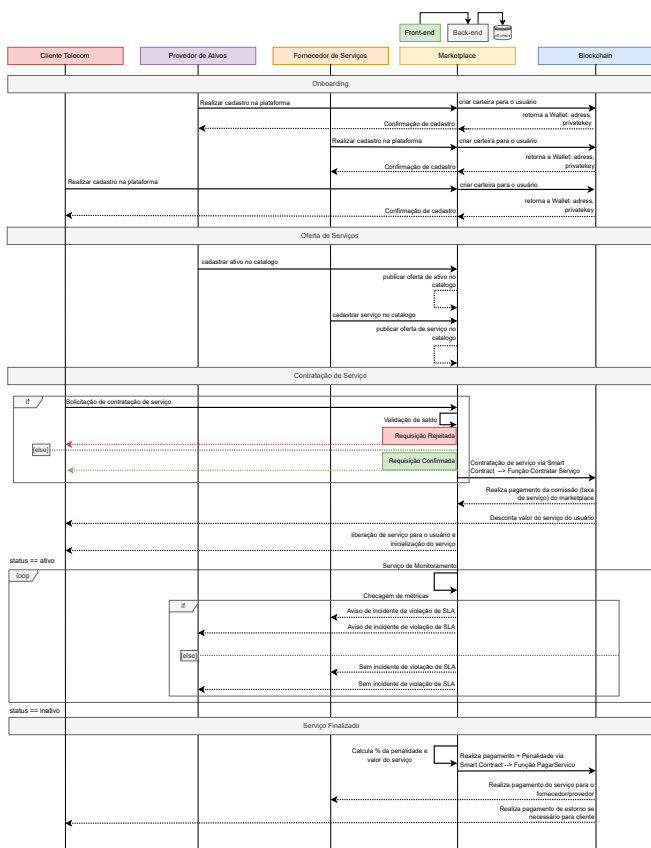 Front-end
Back-end
off-chain
Cliente Telecom
Provedor de Ativos
Fornecedor de Serviços
Marketplace
Blockchain
Onboarding
Realizar cadastro na plataforma
criar carteira para o usuário
retorna a Wallet: adress,
privatekey
Confirmação de cadastro
Realizar cadastro na plataforma
criar carteira para o usuário
retorna a Wallet: adress,
privatekey
Confirmação de cadastro
Realizar cadastro na plataforma
criar carteira para o usuário
retorna a Wallet: adress,
privatekey
Confirmação de cadastro
Oferta de Serviços
cadastrar ativo no catalogo
publicar oferta de ativo no
catalogo
cadastrar serviço no catalogo
publicar oferta de serviço no
catalogo
Contratação de Serviço
if
Solicitação de contratação de serviço
Validação de saldo
Requisição Rejeitada
[else]
Requisição Confirmada
Contratação de serviço via Smart
Contract --> Função Contratar Serviço
Realiza pagamento da comissão (taxa
de serviço) do marketplace
Desconta valor do serviço do usuário
liberação de serviço para o usuário e
inicialização do serviço
status == ativo
loop
Serviço de Monitoramento
Checagem de métricas
if
Aviso de incidente de violação de SLA
Aviso de incidente de violação de SLA
[else]
Sem incidente de violação de SLA
Sem incidente de violação de SLA
status == inativo
Serviço Finalizado
Calcula % da penalidade e
valor do serviço
Realiza pagamento + Penalidade via
Smart Contract --> Função PagarServico
Realiza pagamento do serviço para o
fornecedor/provedor
Realiza pagamento de estorno se
necessário para cliente